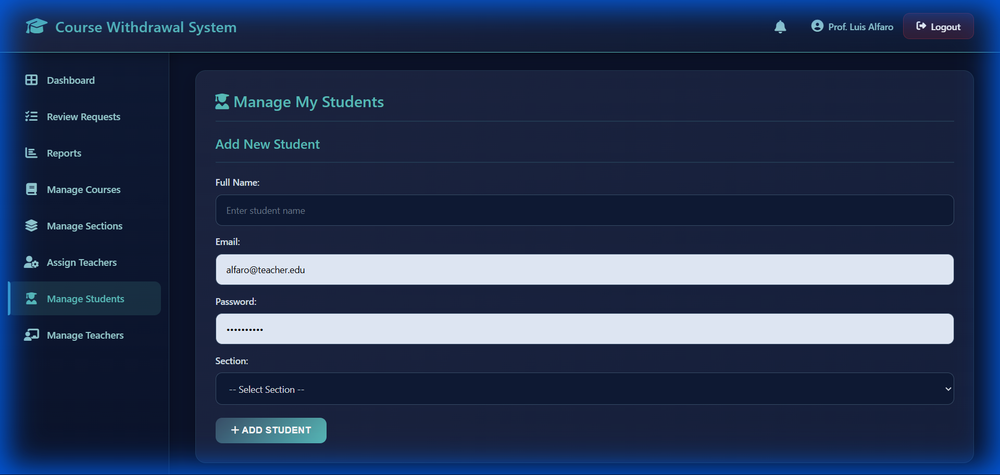 Course Withdrawal System
Prof. Luis Alfaro
Logout
Dashboard
Review Requests
Reports
Manage Courses
Manage Sections
Assign Teachers
Manage Students
Manage Teachers
Manage My Students
Add New Student
Full Name:
Enter student name
Email:
alfaro@teacher.edu
Password:
••••••••••
Section:
-- Select Section --
+ ADD STUDENT